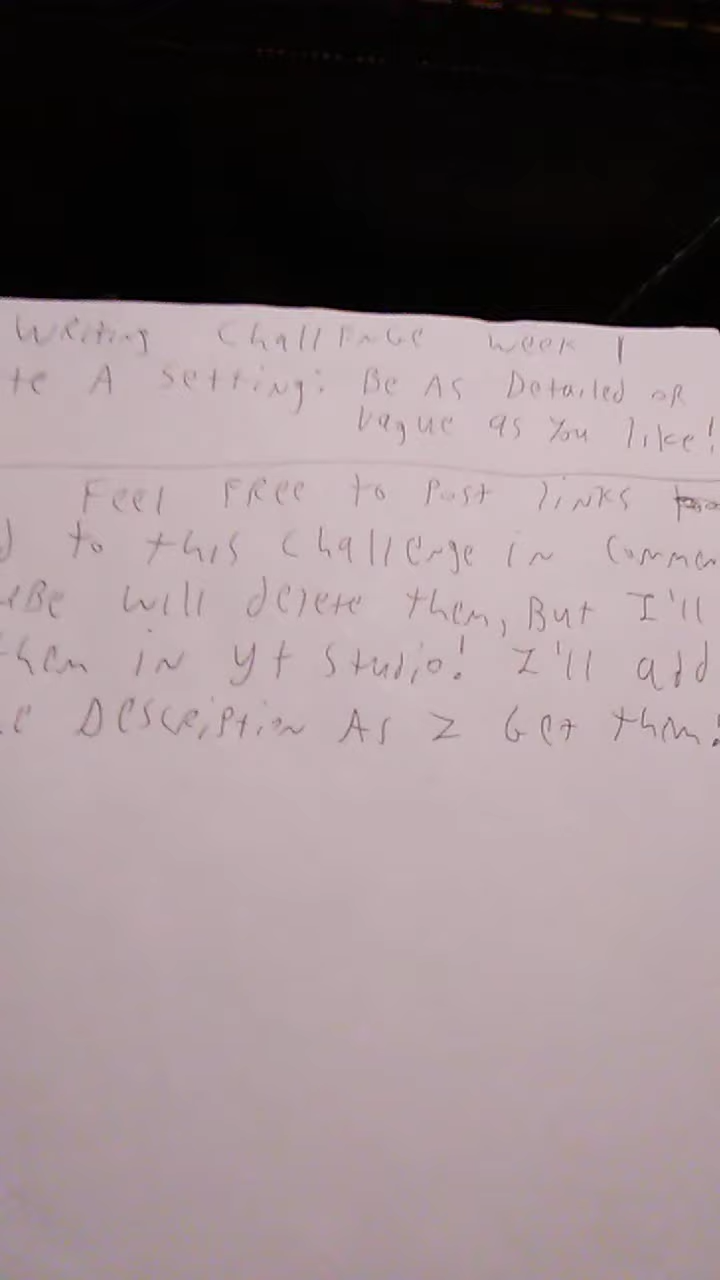 Writing Challenge week 1
te A setting: Be As Detailed or
vague as you like!
Feel Free to Post links
to this challenge in comme
uBe will delete them, But I'll
them in yt studio! I'll add
e Description As I Get them!